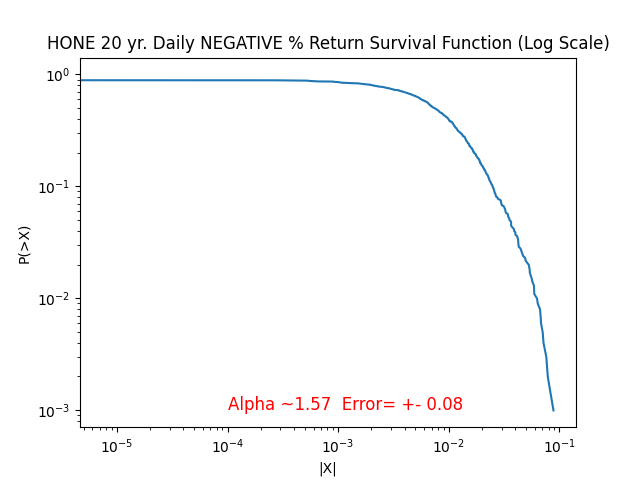 HONE 20 yr. Daily NEGATIVE % Return Survival Function (Log Scale)
P(>X)
10⁰
10⁻¹
10⁻²
10⁻³
Alpha ~1.57 Error= +- 0.08
10⁻⁵ 10⁻⁴ 10⁻³ 10⁻² 10⁻¹
|X|